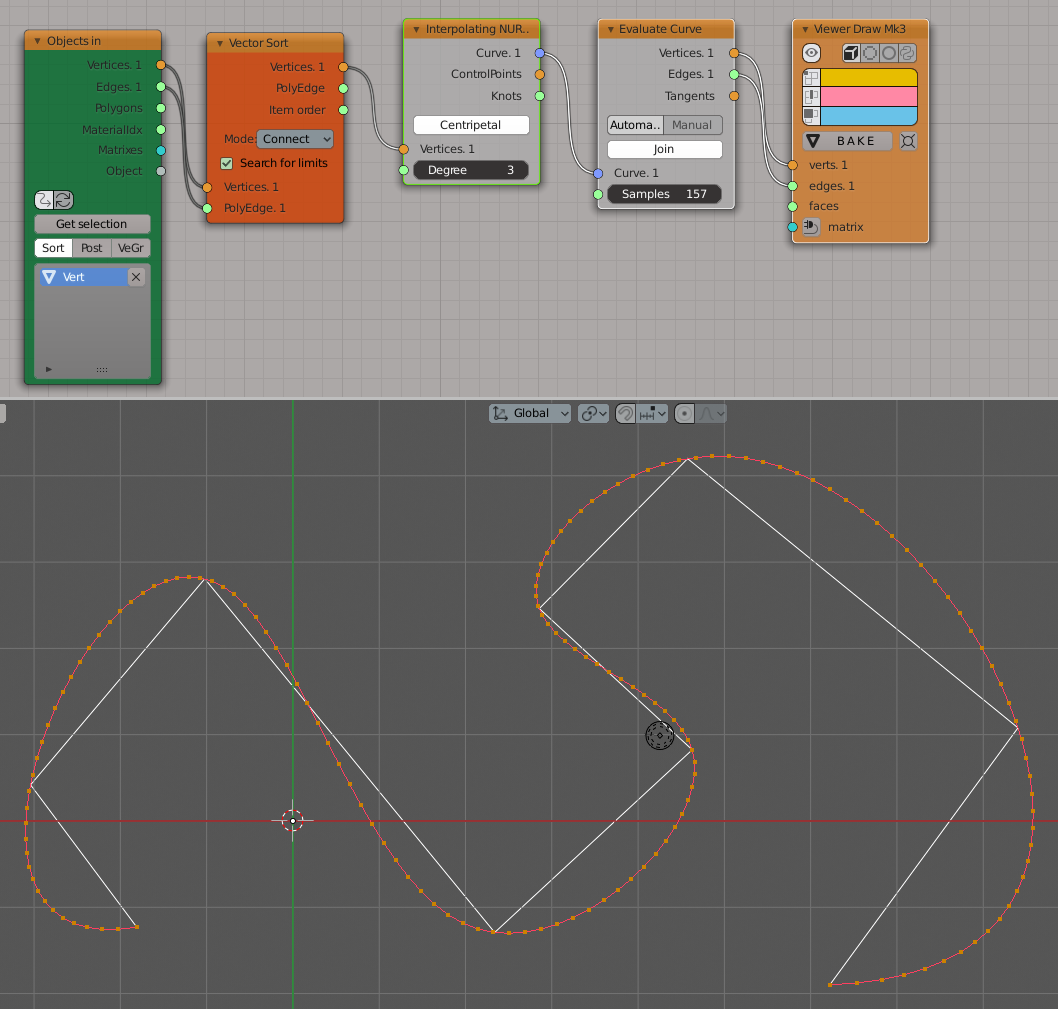 Objects in
Vertices. 1
Edges. 1
Polygons
MaterialIdx
Matrixes
Object
Get selection
Sort Post VeGr
Vert
Vector Sort
Vertices. 1
PolyEdge
Item order
Mode: Connect
Search for limits
Vertices. 1
PolyEdge. 1
Interpolating NUR..
Curve. 1
ControlPoints
Knots
Centripetal
Vertices. 1
Degree 3
Evaluate Curve
Vertices. 1
Edges. 1
Tangents
Automa.. Manual
Join
Curve. 1
Samples 157
Viewer Draw Mk3
BAKE
verts. 1
edges. 1
faces
matrix
Global